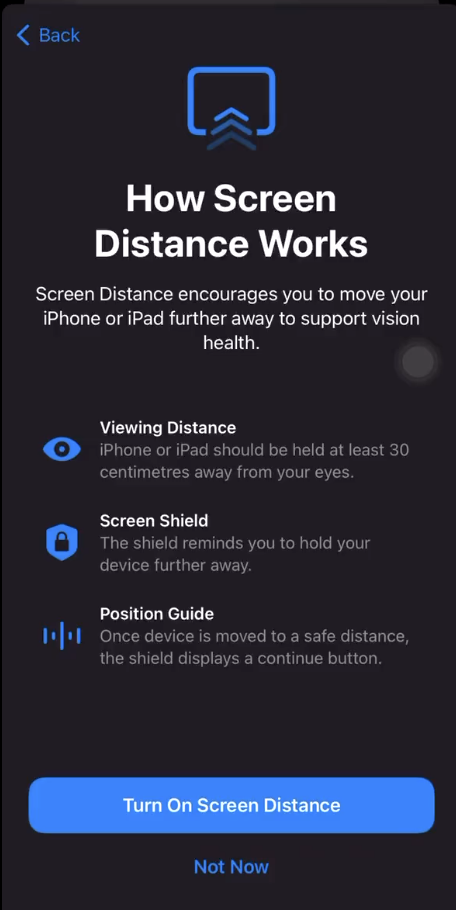 Back
How Screen
Distance Works
Screen Distance encourages you to move your
iPhone or iPad further away to support vision
health.
Viewing Distance
iPhone or iPad should be held at least 30
centimetres away from your eyes.
Screen Shield
The shield reminds you to hold your
device further away.
Position Guide
Once device is moved to a safe distance,
the shield displays a continue button.
Turn On Screen Distance
Not Now